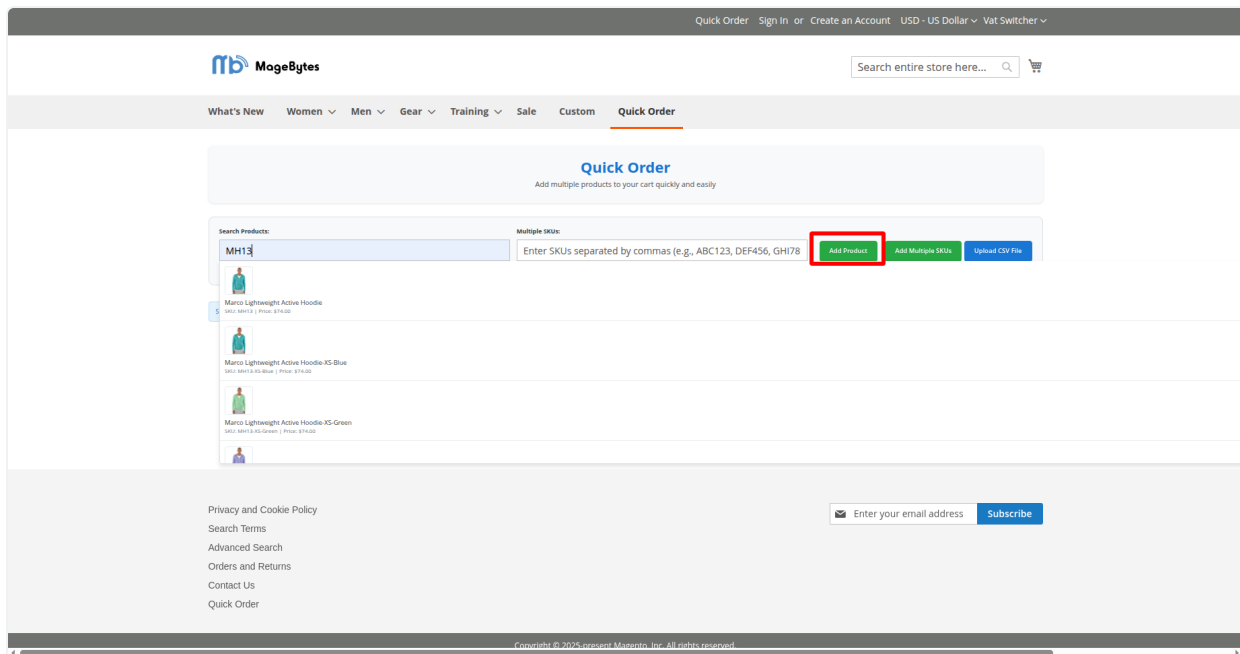 Quick Order Sign In or Create an Account USD - US Dollar Vat Switcher
MageBytes
Search entire store here...
What's New Women Men Gear Training Sale Custom Quick Order
Quick Order
Add multiple products to your cart quickly and easily
Search Products: Multiple SKUs:
MH13 Enter SKUs separated by commas (e.g., ABC123, DEF456, GHI78 Add Product Add Multiple SKUs Upload CSV File
Marco Lightweight Active Hoodie
SKU: MH13 | Price: $74.00
S
Marco Lightweight Active Hoodie-XS-Blue
SKU: MH13-XS-Blue | Price: $74.00
Marco Lightweight Active Hoodie-XS-Green
SKU: MH13-XS-Green | Price: $74.00
Privacy and Cookie Policy
Enter your email address Subscribe
Search Terms
Advanced Search
Orders and Returns
Contact Us
Quick Order
Copyright © 2025-present Magento, Inc. All rights reserved.